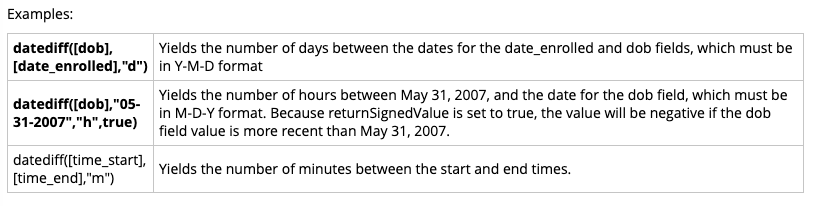 Examples:
datediff([dob],
[date_enrolled],"d")
Yields the number of days between the dates for the date_enrolled and dob fields, which must be
in Y-M-D format
datediff([dob],"05-
31-2007","h",true)
Yields the number of hours between May 31, 2007, and the date for the dob field, which must be
in M-D-Y format. Because returnSignedValue is set to true, the value will be negative if the dob
field value is more recent than May 31, 2007.
datediff([time_start],
[time_end],"m")
Yields the number of minutes between the start and end times.